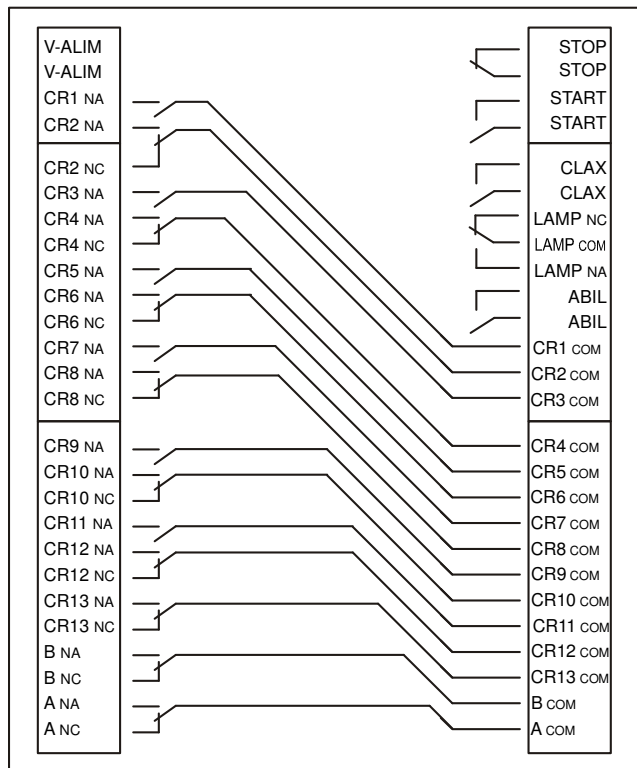 V-ALIM
V-ALIM
CR1 NA
CR2 NA
CR2 NC
CR3 NA
CR4 NA
CR4 NC
CR5 NA
CR6 NA
CR6 NC
CR7 NA
CR8 NA
CR8 NC
CR9 NA
CR10 NA
CR10 NC
CR11 NA
CR12 NA
CR12 NC
CR13 NA
CR13 NC
B NA
B NC
A NA
A NC
STOP
STOP
START
START
CLAX
CLAX
LAMP NC
LAMP COM
LAMP NA
ABIL
ABIL
CR1 COM
CR2 COM
CR3 COM
CR4 COM
CR5 COM
CR6 COM
CR7 COM
CR8 COM
CR9 COM
CR10 COM
CR11 COM
CR12 COM
CR13 COM
B COM
A COM